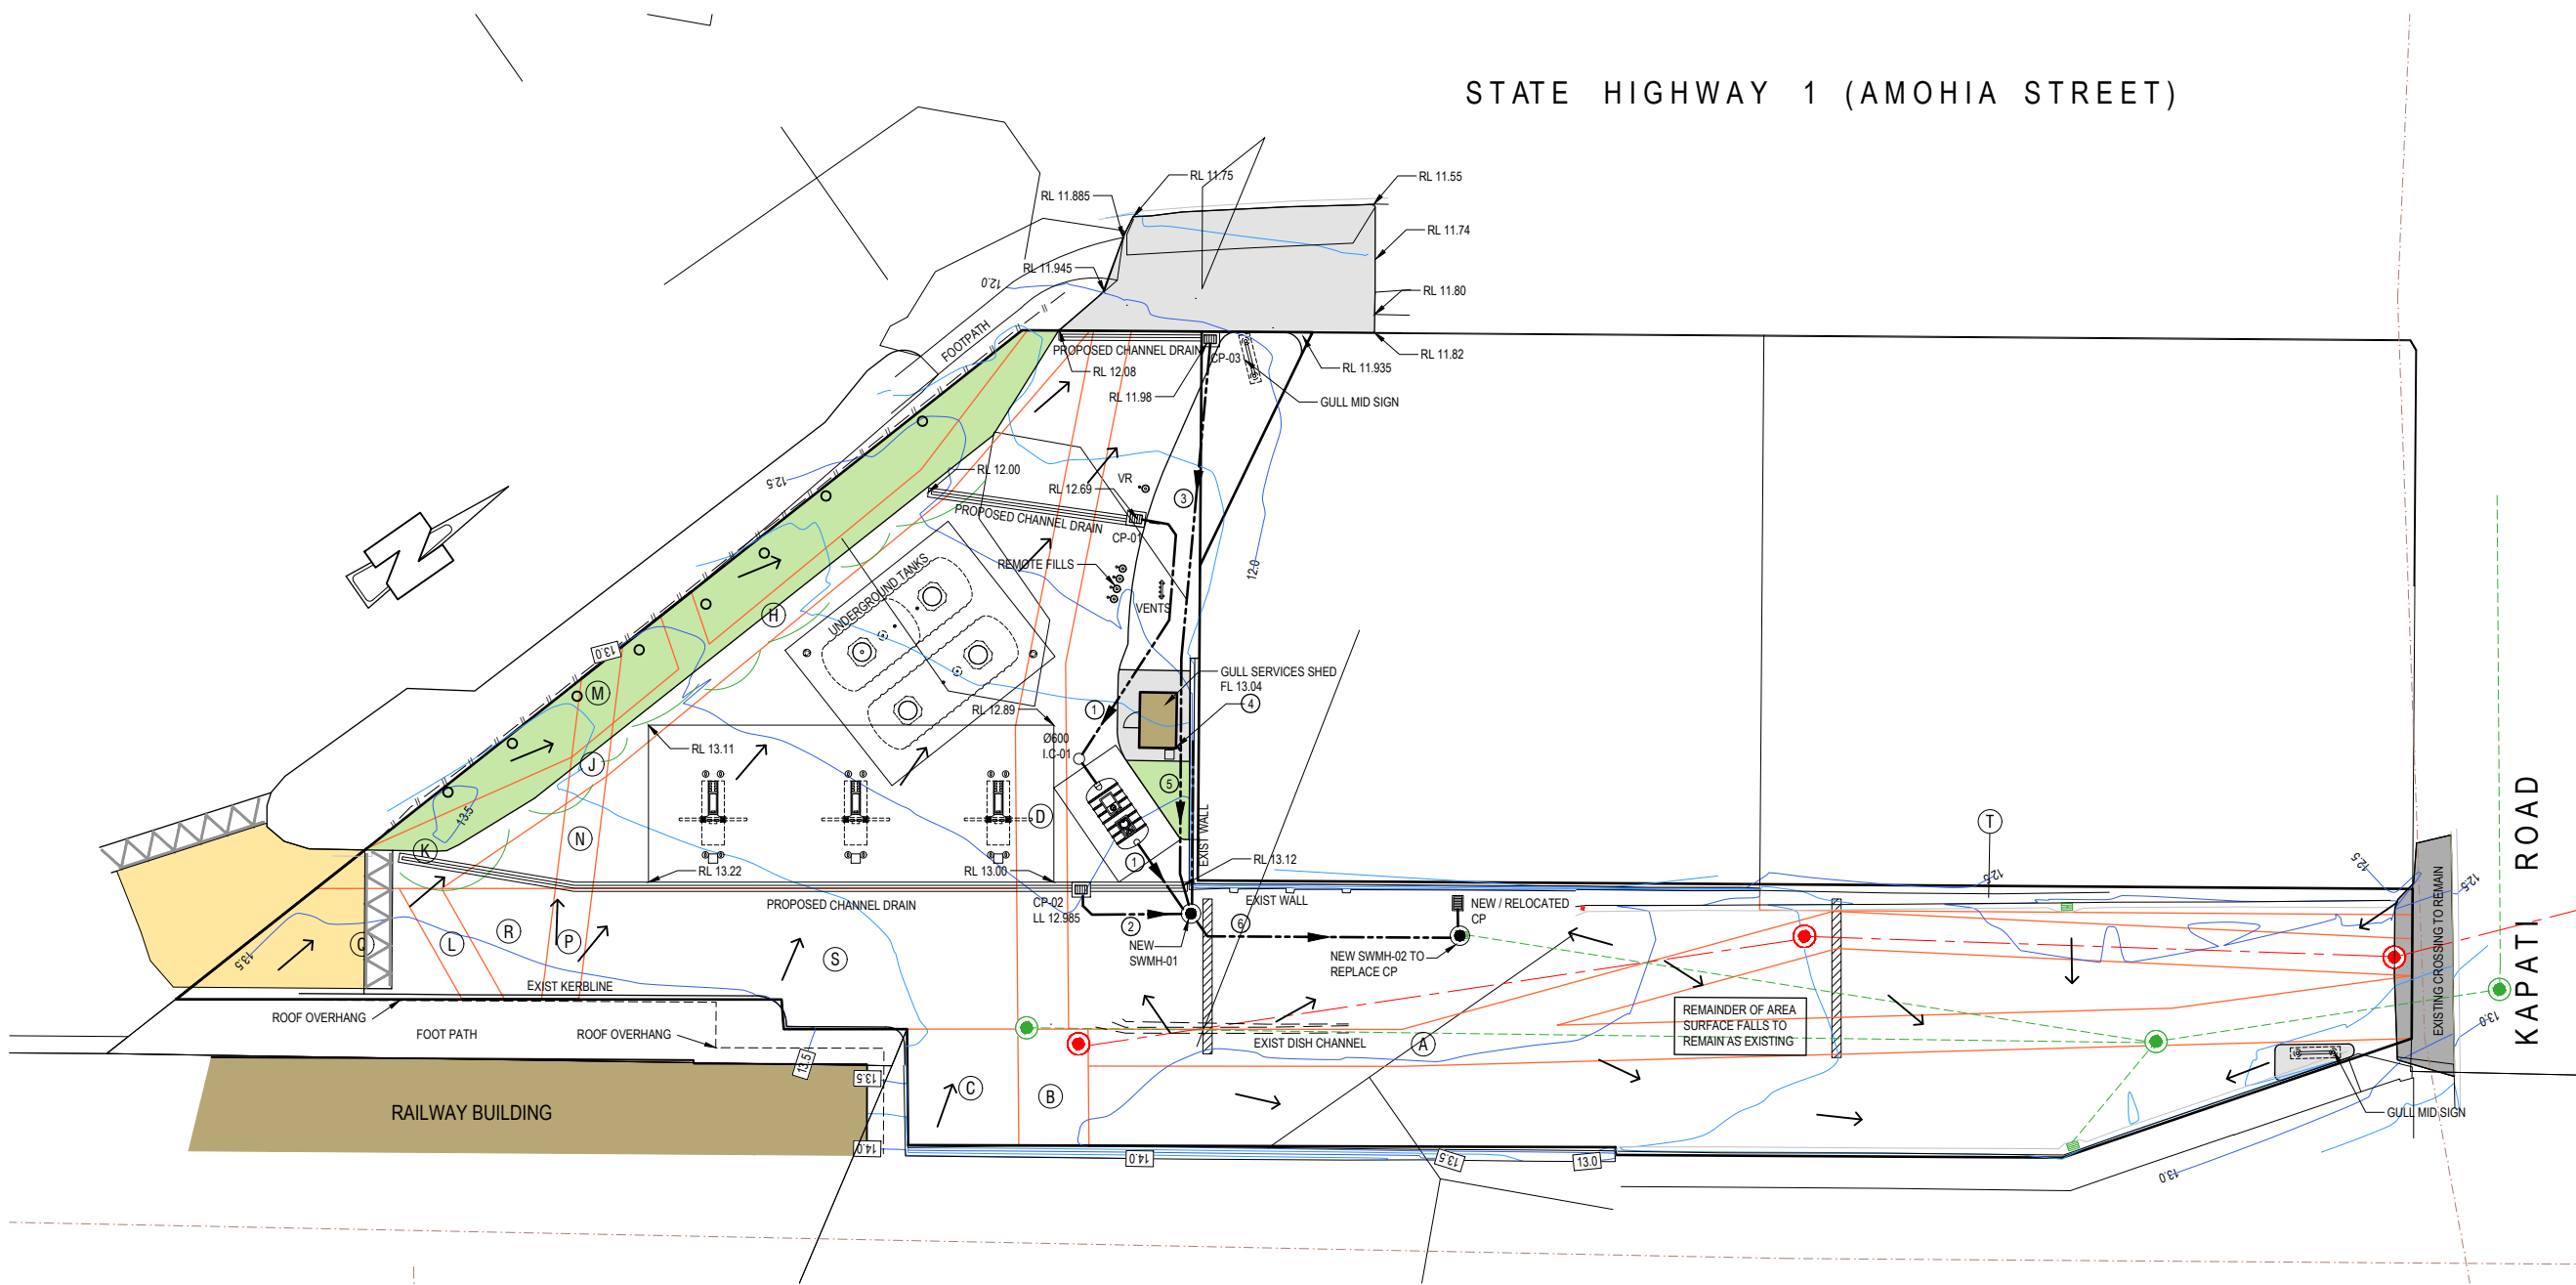 STATE HIGHWAY 1 (AMOHIA STREET)
RL 11.75
RL 11.55
RL 11.885
RL 11.74
RL 11.945
12.0
RL 11.80
FOOTPATH
PROPOSED CHANNEL DRAIN
CP-03
RL 11.82
RL 12.08
RL 11.935
RL 11.98
GULL MID SIGN
12.5
RL 12.00
VR
RL 12.69
3
PROPOSED CHANNEL DRAIN
CP-01
REMOTE FILLS
12.0
UNDERGROUND TANKS
VENTS
H
13.0
M
GULL SERVICES SHED
FL 13.04
4
1
RL 12.89
Ø600
I.C-01
RL 13.11
J
5
13.5
D
N
K
EXIST WALL
1
RL 13.12
RL 13.22
RL 13.00
T
12.5
12.5
12.5
CP-02
LL 12.985
PROPOSED CHANNEL DRAIN
EXIST WALL
NEW / RELOCATED
CP
2
6
NEW
SWMH-01
NEW SWMH-02 TO
REPLACE CP
Q
L
R
P
S
13.5
EXIST KERBLINE
ROOF OVERHANG
FOOT PATH
ROOF OVERHANG
13.5
EXIST DISH CHANNEL
A
REMAINDER OF AREA
SURFACE FALLS TO
REMAIN AS EXISTING
EXISTING CROSSING TO REMAIN
13.0
KAPATI ROAD
13.5
C
B
RAILWAY BUILDING
GULL MID SIGN
14.0
14.0
13.5
13.0
13.0